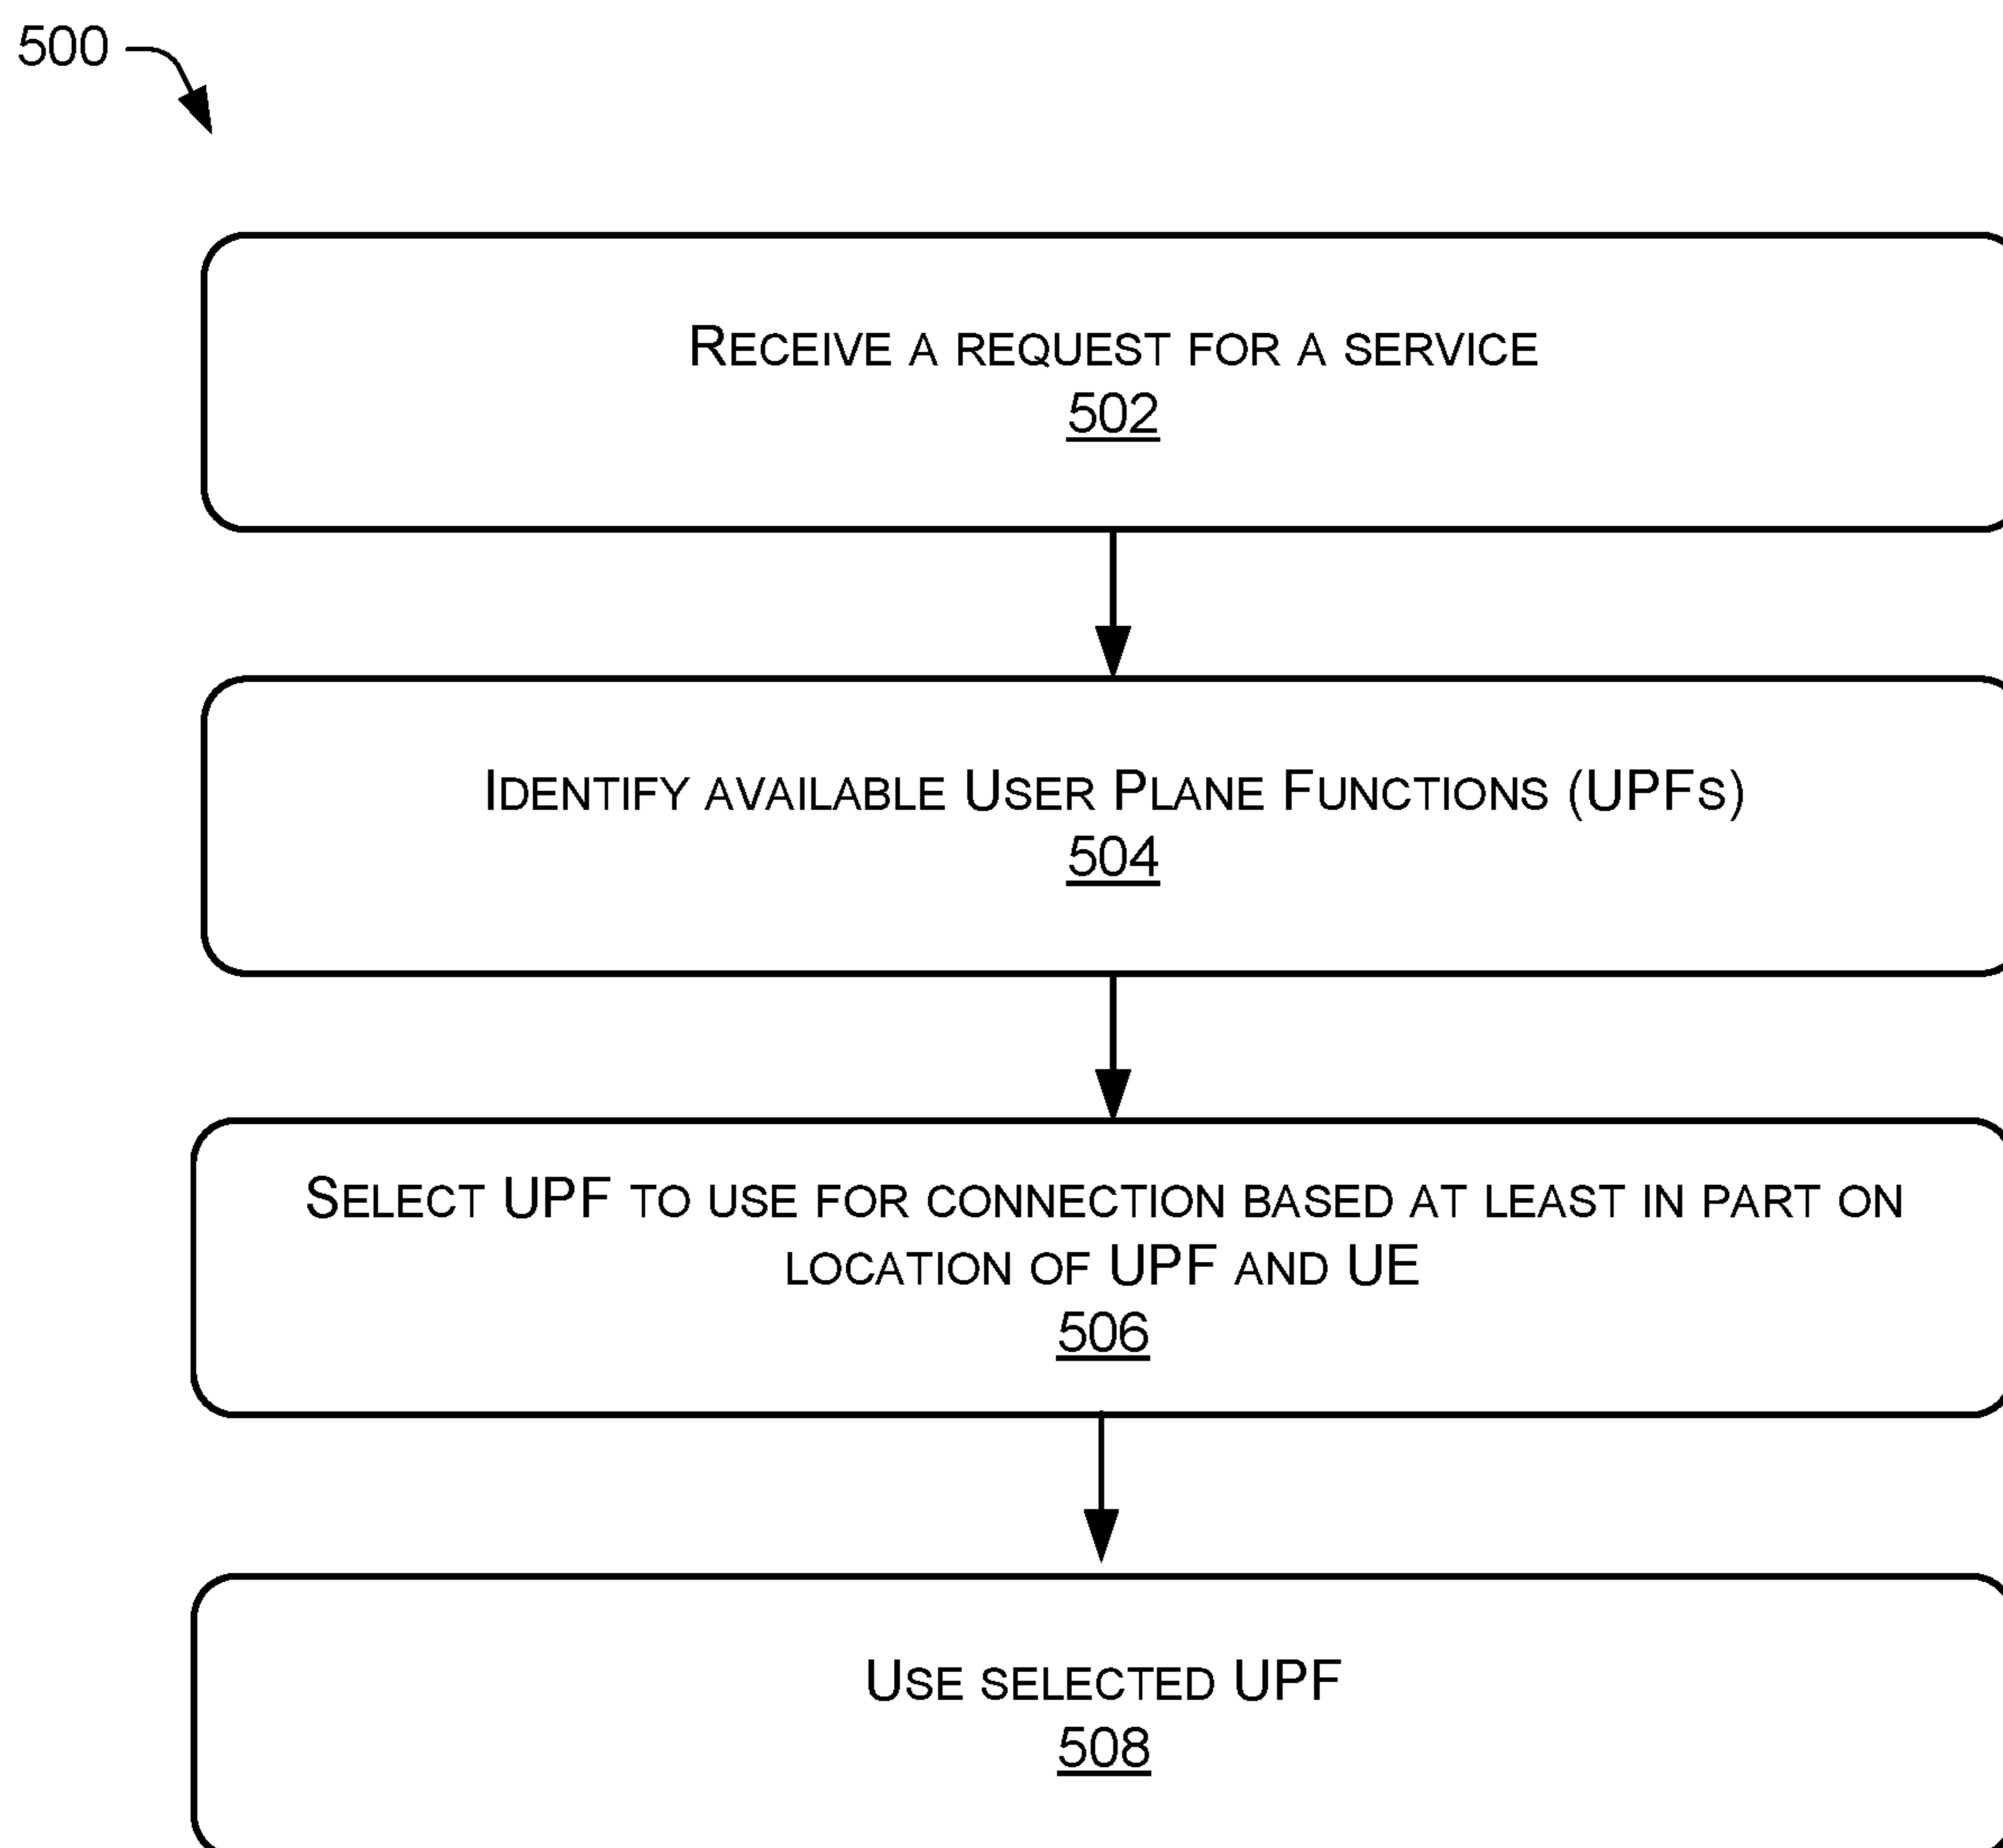 500
Receive a request for a service
502
Identify available User Plane Functions (UPFs)
504
Select UPF to use for connection based at least in part on
location of UPF and UE
506
Use selected UPF
508